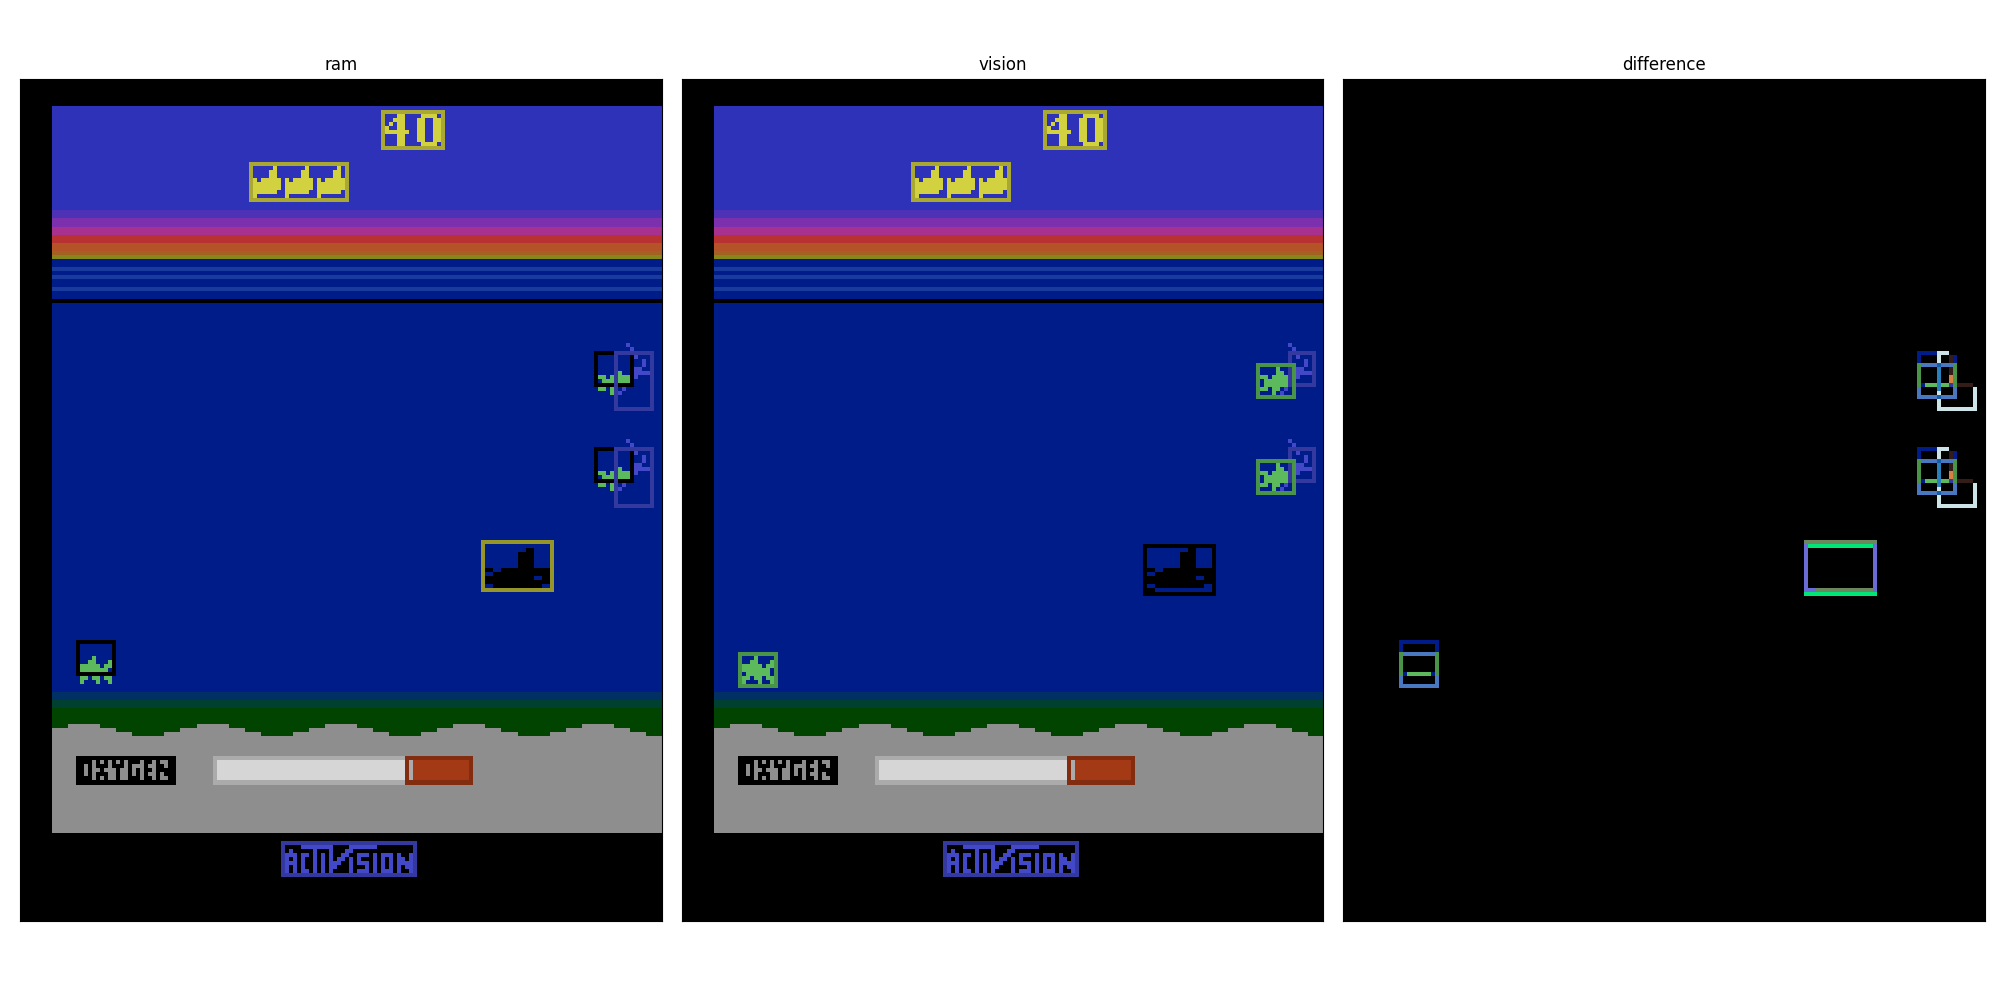 ram
vision
difference
40
40
OXYGEN
OXYGEN
ACTIVISION
ACTIVISION